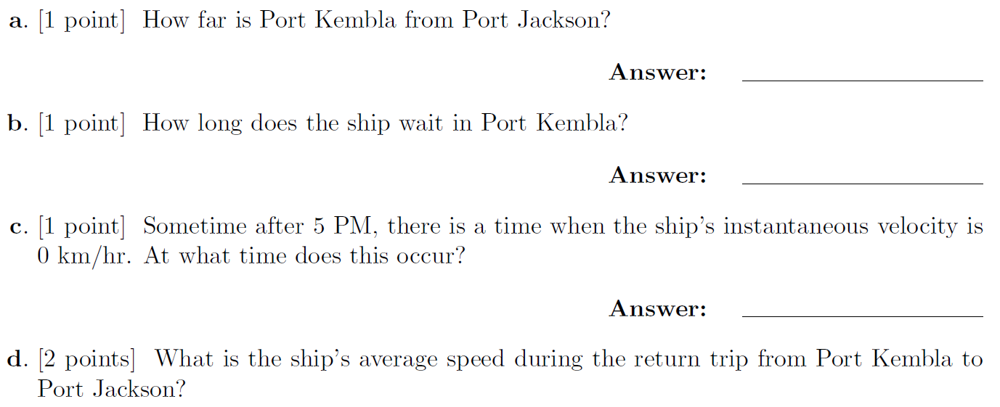 a. [1 point] How far is Port Kembla from Port Jackson?
Answer:
b. [1 point] How long does the ship wait in Port Kembla?
Answer:
c. [1 point] Sometime after 5 PM, there is a time when the ship's instantaneous velocity is
0 km/hr. At what time does this occur?
Answer:
d. [2 points] What is the ship's average speed during the return trip from Port Kembla to
Port Jackson?